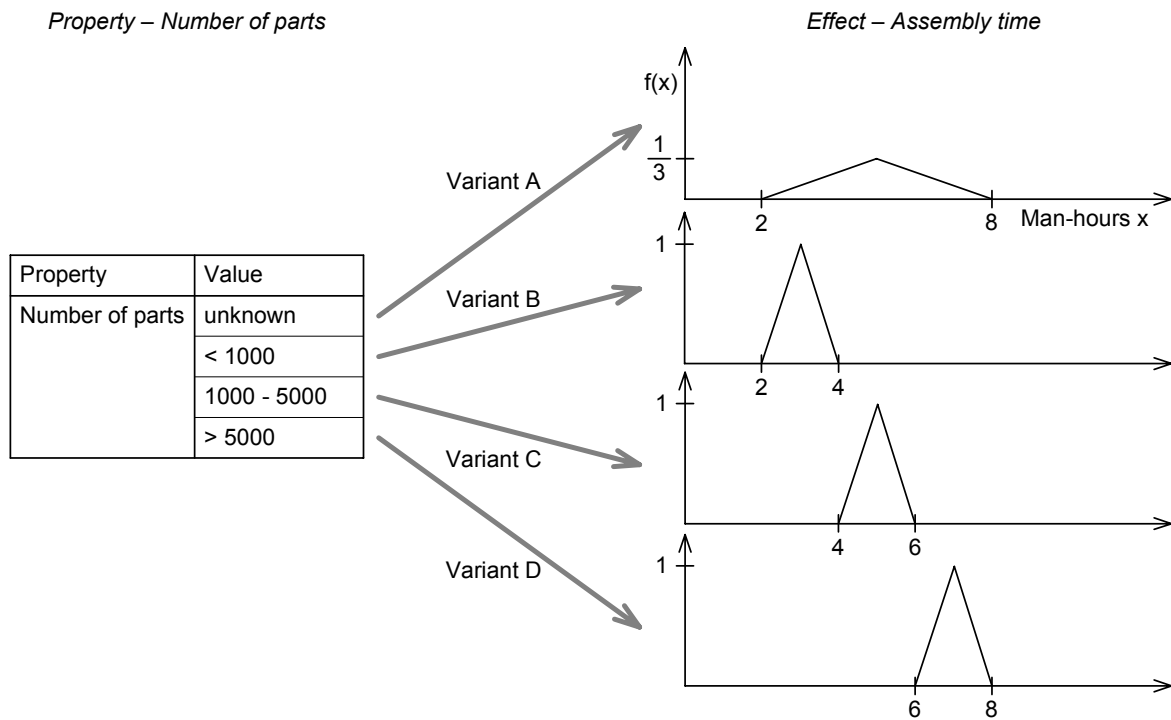 Property – Number of parts
Effect – Assembly time
f(x)
1
3
2
8
Man-hours x
Variant A
1
2
4
Variant B
Property Value
Number of parts unknown
< 1000
1000 - 5000
> 5000
1
4
6
Variant C
1
6
8
Variant D